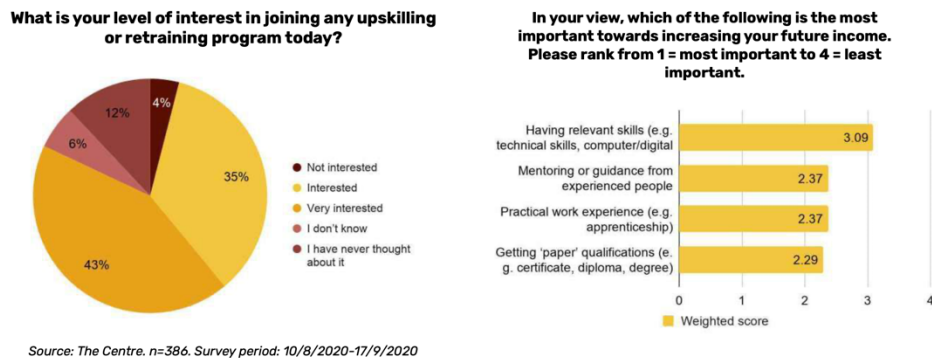 What is your level of interest in joining any upskilling
or retraining program today?
4%
12%
6%
35%
43%
Not interested
Interested
Very interested
I don't know
I have never thought
about it
Source: The Centre. n=386. Survey period: 10/8/2020-17/9/2020
In your view, which of the following is the most
important towards increasing your future income.
Please rank from 1 = most important to 4 = least
important.
Having relevant skills (e.g.
technical skills, computer/digital
3.09
Mentoring or guidance from
experienced people
2.37
Practical work experience (e.g.
apprenticeship)
2.37
Getting 'paper' qualifications (e.
g. certificate, diploma, degree)
2.29
0 1 2 3 4
Weighted score